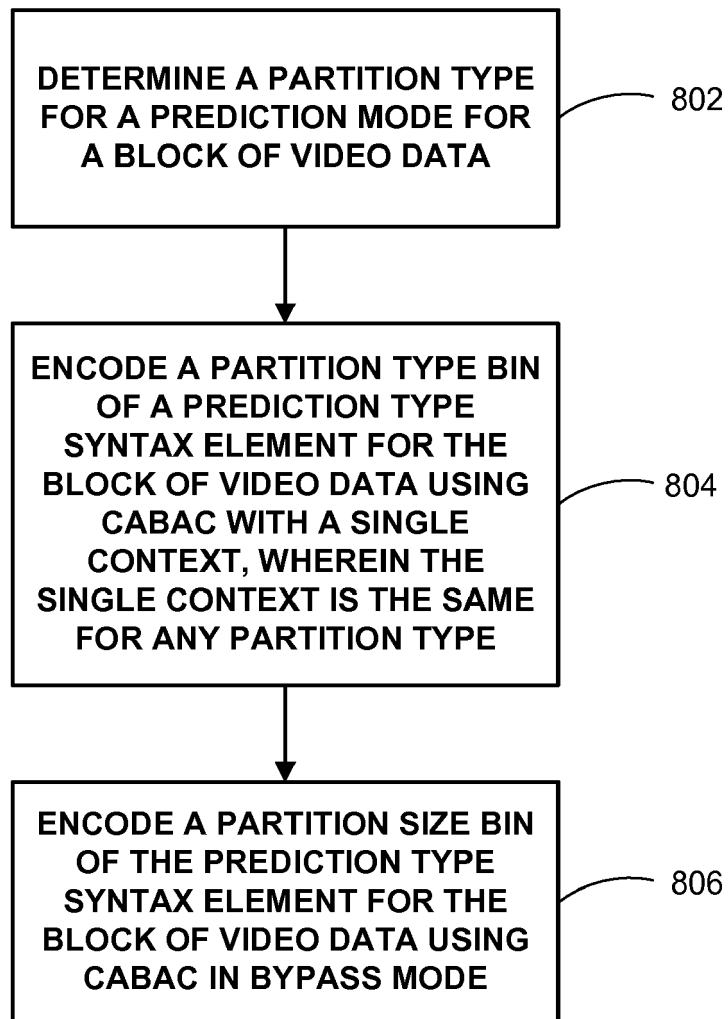 DETERMINE A PARTITION TYPE
FOR A PREDICTION MODE FOR
A BLOCK OF VIDEO DATA
802
ENCODE A PARTITION TYPE BIN
OF A PREDICTION TYPE
SYNTAX ELEMENT FOR THE
BLOCK OF VIDEO DATA USING
CABAC WITH A SINGLE
CONTEXT, WHEREIN THE
SINGLE CONTEXT IS THE SAME
FOR ANY PARTITION TYPE
804
ENCODE A PARTITION SIZE BIN
OF THE PREDICTION TYPE
SYNTAX ELEMENT FOR THE
BLOCK OF VIDEO DATA USING
CABAC IN BYPASS MODE
806